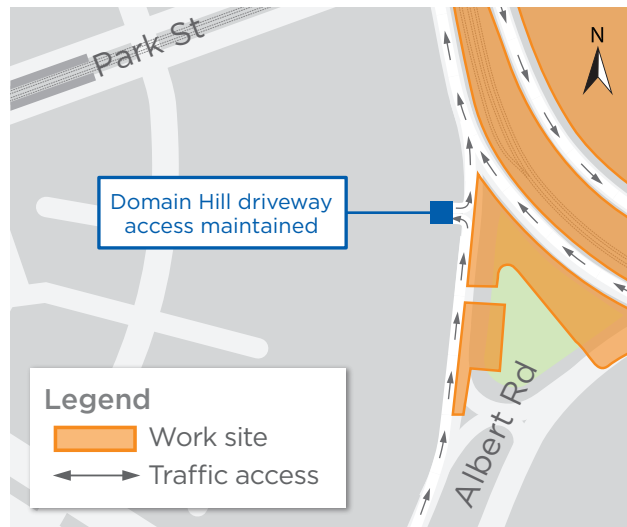 Park St
N
Domain Hill driveway
access maintained
Albert Rd
Legend
Work site
Traffic access